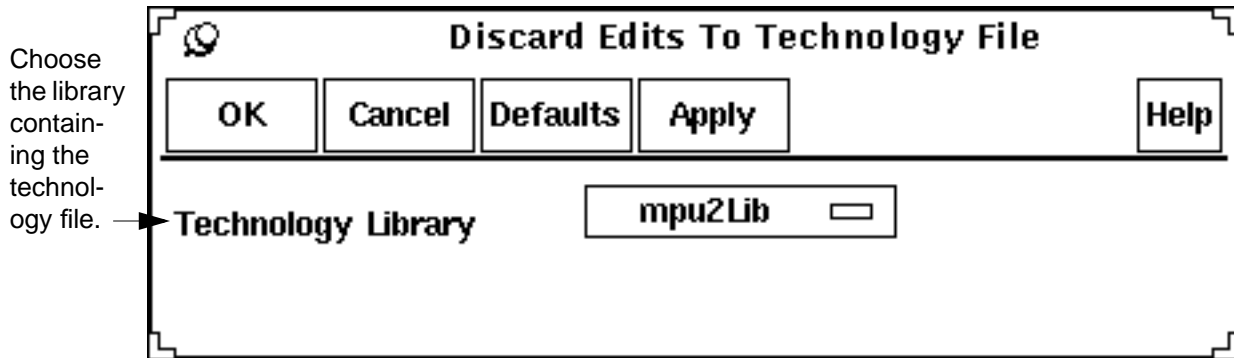 Discard Edits To Technology File
OK Cancel Defaults Apply Help
Choose
the library
contain-
ing the
technol-
ogy file.
Technology Library mpu2Lib